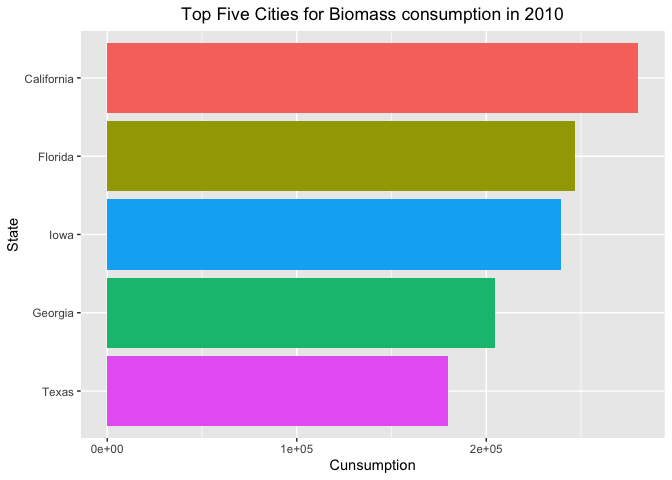 Top Five Cities for Biomass consumption in 2010
California
Florida
Iowa
Georgia
Texas
State
0e+00 1e+05 2e+05
Cunsumption